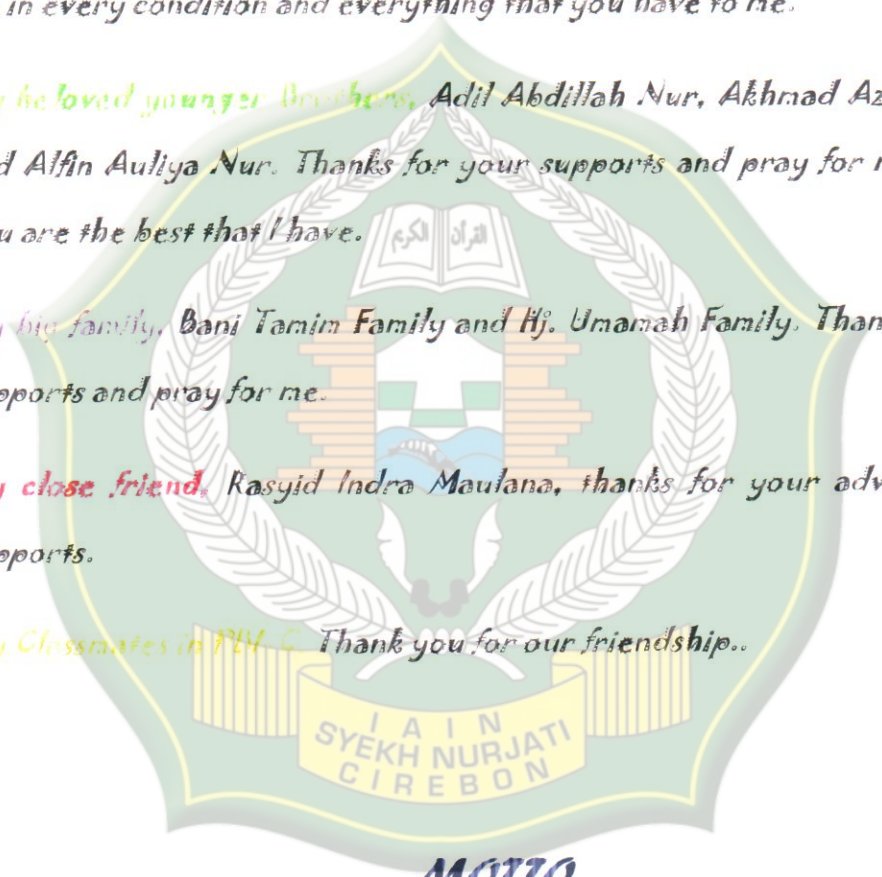 in every condition and everything that you have to me.
beloved younger Brothers, Adil Abdillah Nur, Akhmad Az
d Alfin Auliya Nur. Thanks for your supports and pray for
u are the best that I have.
القرآن الكريم
big family, Bani Tamim Family and Hj. Umamah Family. Than
pports and pray for me.
y close friend, Rasyid Indra Maulana, thanks for your adv
pports.
y Classmates in Thank you for our friendship..
IAIN
SYEKH NURJATI
CIREBON
MOTTO